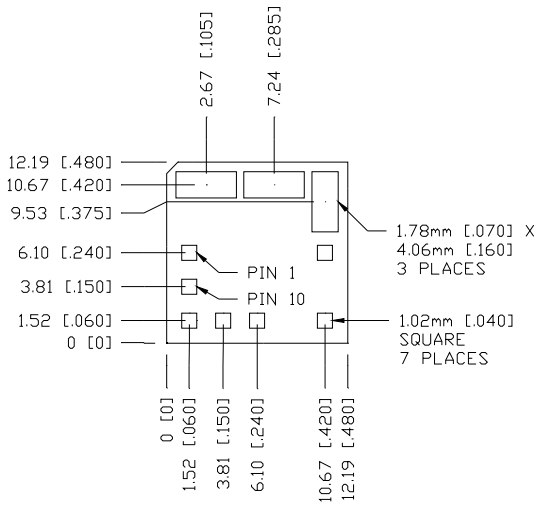 2.67 [.105]
7.24 [.285]
12.19 [.480]
10.67 [.420]
9.53 [.375]
1.78mm [.070] X
4.06mm [.160]
3 PLACES
6.10 [.240]
PIN 1
3.81 [.150]
PIN 10
1.52 [.060]
1.02mm [.040]
SQUARE
7 PLACES
0 [0]
0 [0]
1.52 [.060]
3.81 [.150]
6.10 [.240]
10.67 [.420]
12.19 [.480]